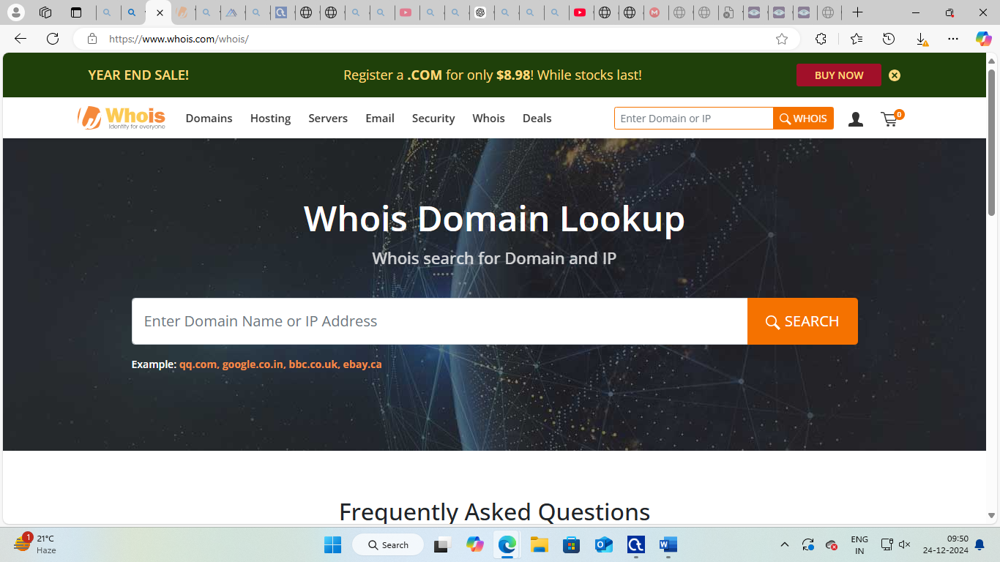 https://www.whois.com/whois/
YEAR END SALE!
Register a .COM for only $8.98! While stocks last!
BUY NOW
Whois
Identity for everyone
Domains
Hosting
Servers
Email
Security
Whois
Deals
Enter Domain or IP
WHOIS
0
Whois Domain Lookup
Whois search for Domain and IP
Enter Domain Name or IP Address
SEARCH
Example: qq.com, google.co.in, bbc.co.uk, ebay.ca
Frequently Asked Questions
1
21°C
Haze
Search
ENG
IN
09:50
24-12-2024